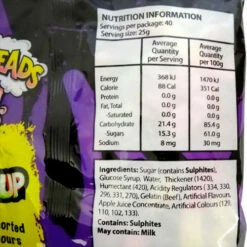 NUTRITION INFORMATION
Servings per package: 40
Serving size: 25g
Average Quantity per Serving
Average Quantity per 100g
Energy 368 kJ 1470 kJ
Calorie 88 Cal 351 Cal
Protein 0.0 g 0.0 g
Fat, Total 0.0 g 0.0 g
-Saturated 0.0 g 0.0 g
Carbohydrate 21.4 g 85.4 g
-Sugars 15.3 g 61.0 g
Sodium 8 mg 30 mg
EADS
UP
orted
ours
Ingredients: Sugar (contains Sulphites),
Glucose Syrup, Water, Thickener (1420),
Humectant (420), Acidity Regulators ( 334, 330,
296, 331, 270), Gelatin (Beef), Artificial Flavours,
Apple Juice Concentrate, Artificial Colours (129,
110, 102, 133).
Contains: Sulphites
May contain: Milk